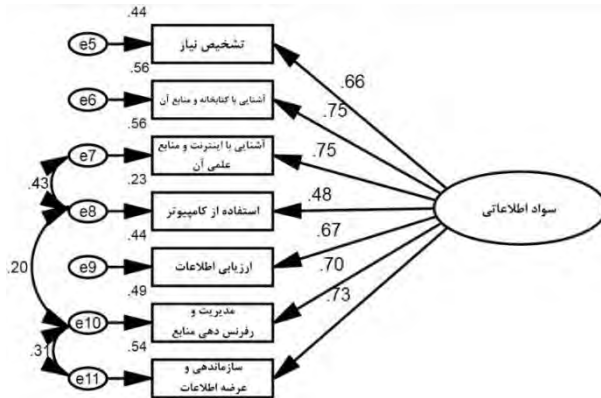 .44
e5
تشخیص نیاز
.66
.56
e6
آشنایی با کتابخانه و منابع آن
.75
.56
e7
آشنایی با اینترنت و منابع
علمی آن
.75
.23
.43
e8
استفاده از کامپیوتر
.48
سواد اطلاعاتی
.44
e9
ارزیابی اطلاعات
.67
.20
.49
e10
مدیریت و
رفرنس دهی منابع
.70
.54
.31
e11
سازماندهی و
عرضه اطلاعات
.73